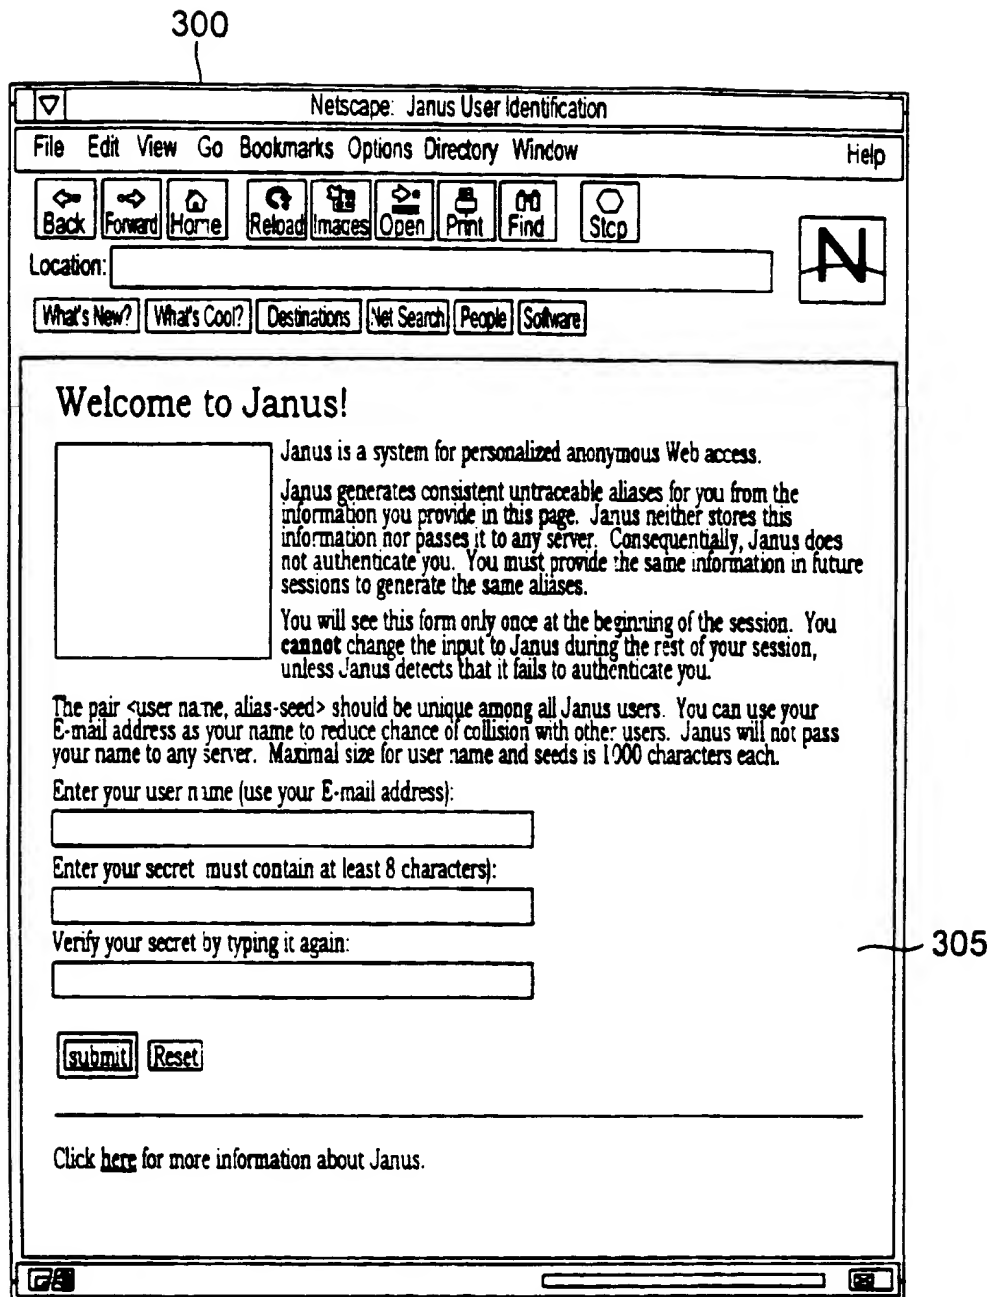 300
Netscape: Janus User Identification
File Edit View Go Bookmarks Options Directory Window Help
Back Forward Home Reload Images Open Print Find Stop
N
Location:
What's New? What's Cool? Destinations Net Search People Software
Welcome to Janus!
Janus is a system for personalized anonymous Web access.
Janus generates consistent untraceable aliases for you from the
information you provide in this page. Janus neither stores this
information nor passes it to any server. Consequentially, Janus does
not authenticate you. You must provide the same information in future
sessions to generate the same aliases.
You will see this form only once at the beginning of the session. You
cannot change the input to Janus during the rest of your session,
unless Janus detects that it fails to authenticate you.
The pair <user name, alias-seed> should be unique among all Janus users. You can use your
E-mail address as your name to reduce chance of collision with other users. Janus will not pass
your name to any server. Maximal size for user name and seeds is 1000 characters each.
Enter your user name (use your E-mail address):
Enter your secret must contain at least 8 characters):
Verify your secret by typing it again:
305
submit Reset
Click here for more information about Janus.